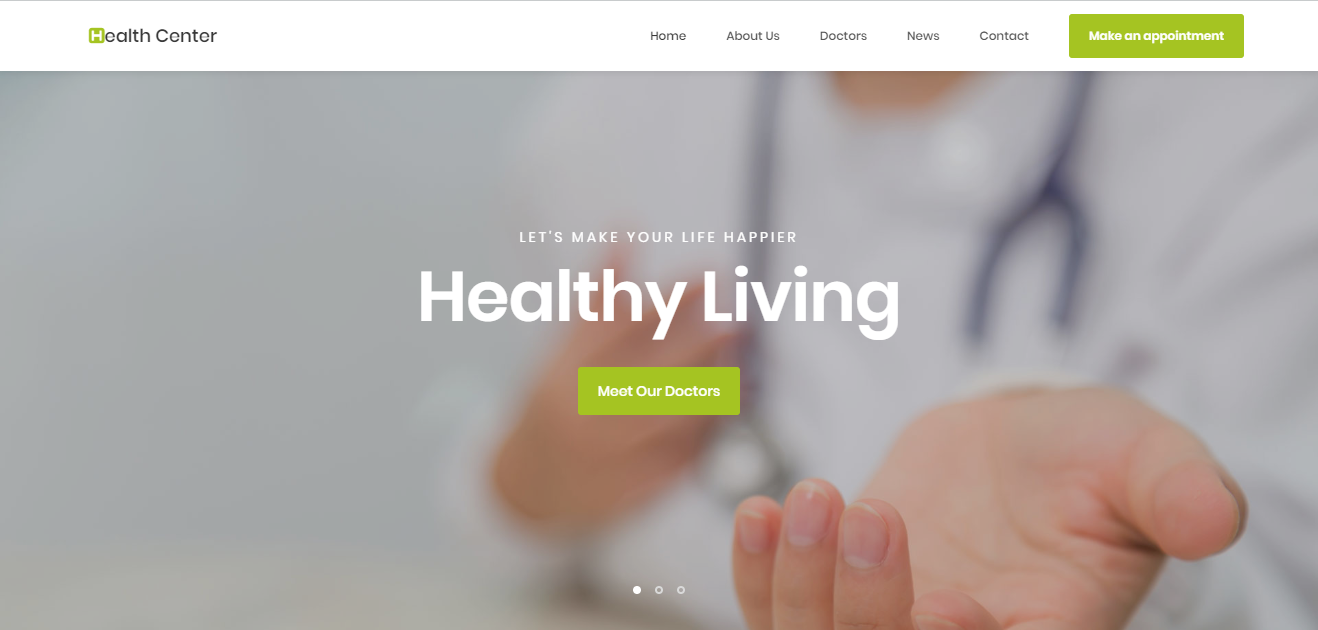 Health Center
Home About Us Doctors News Contact Make an appointment
LET'S MAKE YOUR LIFE HAPPIER
Healthy Living
Meet Our Doctors